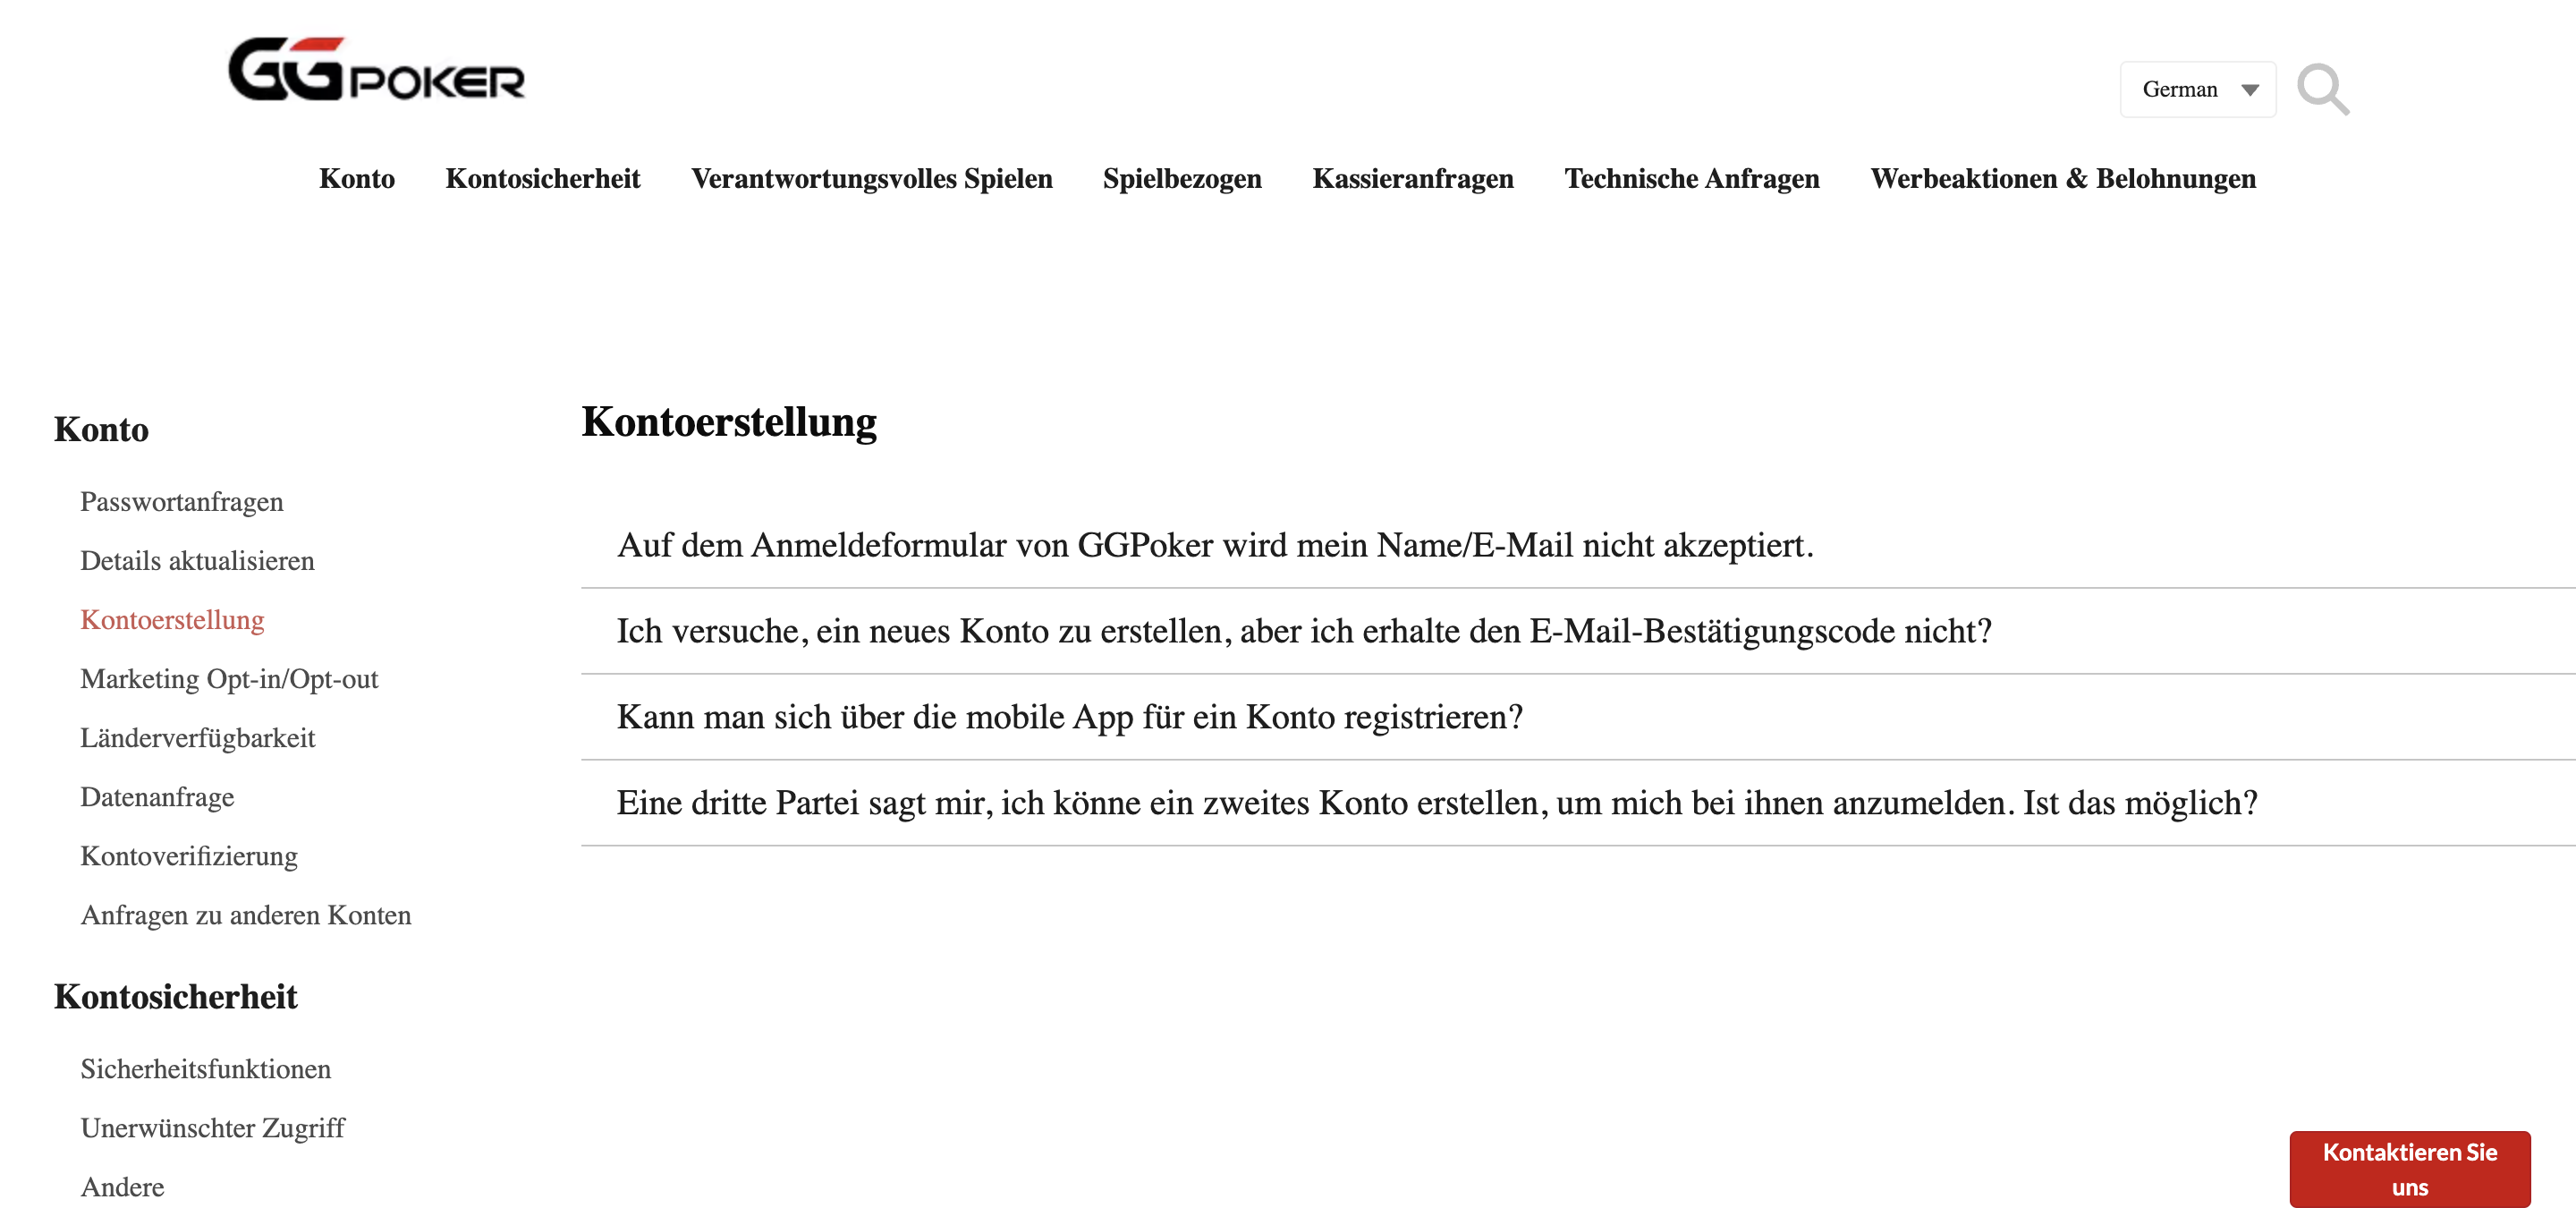 GGPOKER
German
Konto Kontosicherheit Verantwortungsvolles Spielen Spielbezogen Kassieranfragen Technische Anfragen Werbeaktionen & Belohnungen
Konto
Passwortanfragen
Details aktualisieren
Kontoerstellung
Marketing Opt-in/Opt-out
Länderverfügbarkeit
Datenanfrage
Kontoverifizierung
Anfragen zu anderen Konten
Kontosicherheit
Sicherheitsfunktionen
Unerwünschter Zugriff
Andere
Kontoerstellung
Auf dem Anmeldeformular von GGPoker wird mein Name/E-Mail nicht akzeptiert.
Ich versuche, ein neues Konto zu erstellen, aber ich erhalte den E-Mail-Bestätigungscode nicht?
Kann man sich über die mobile App für ein Konto registrieren?
Eine dritte Partei sagt mir, ich könne ein zweites Konto erstellen, um mich bei ihnen anzumelden. Ist das möglich?
Kontaktieren Sie
uns